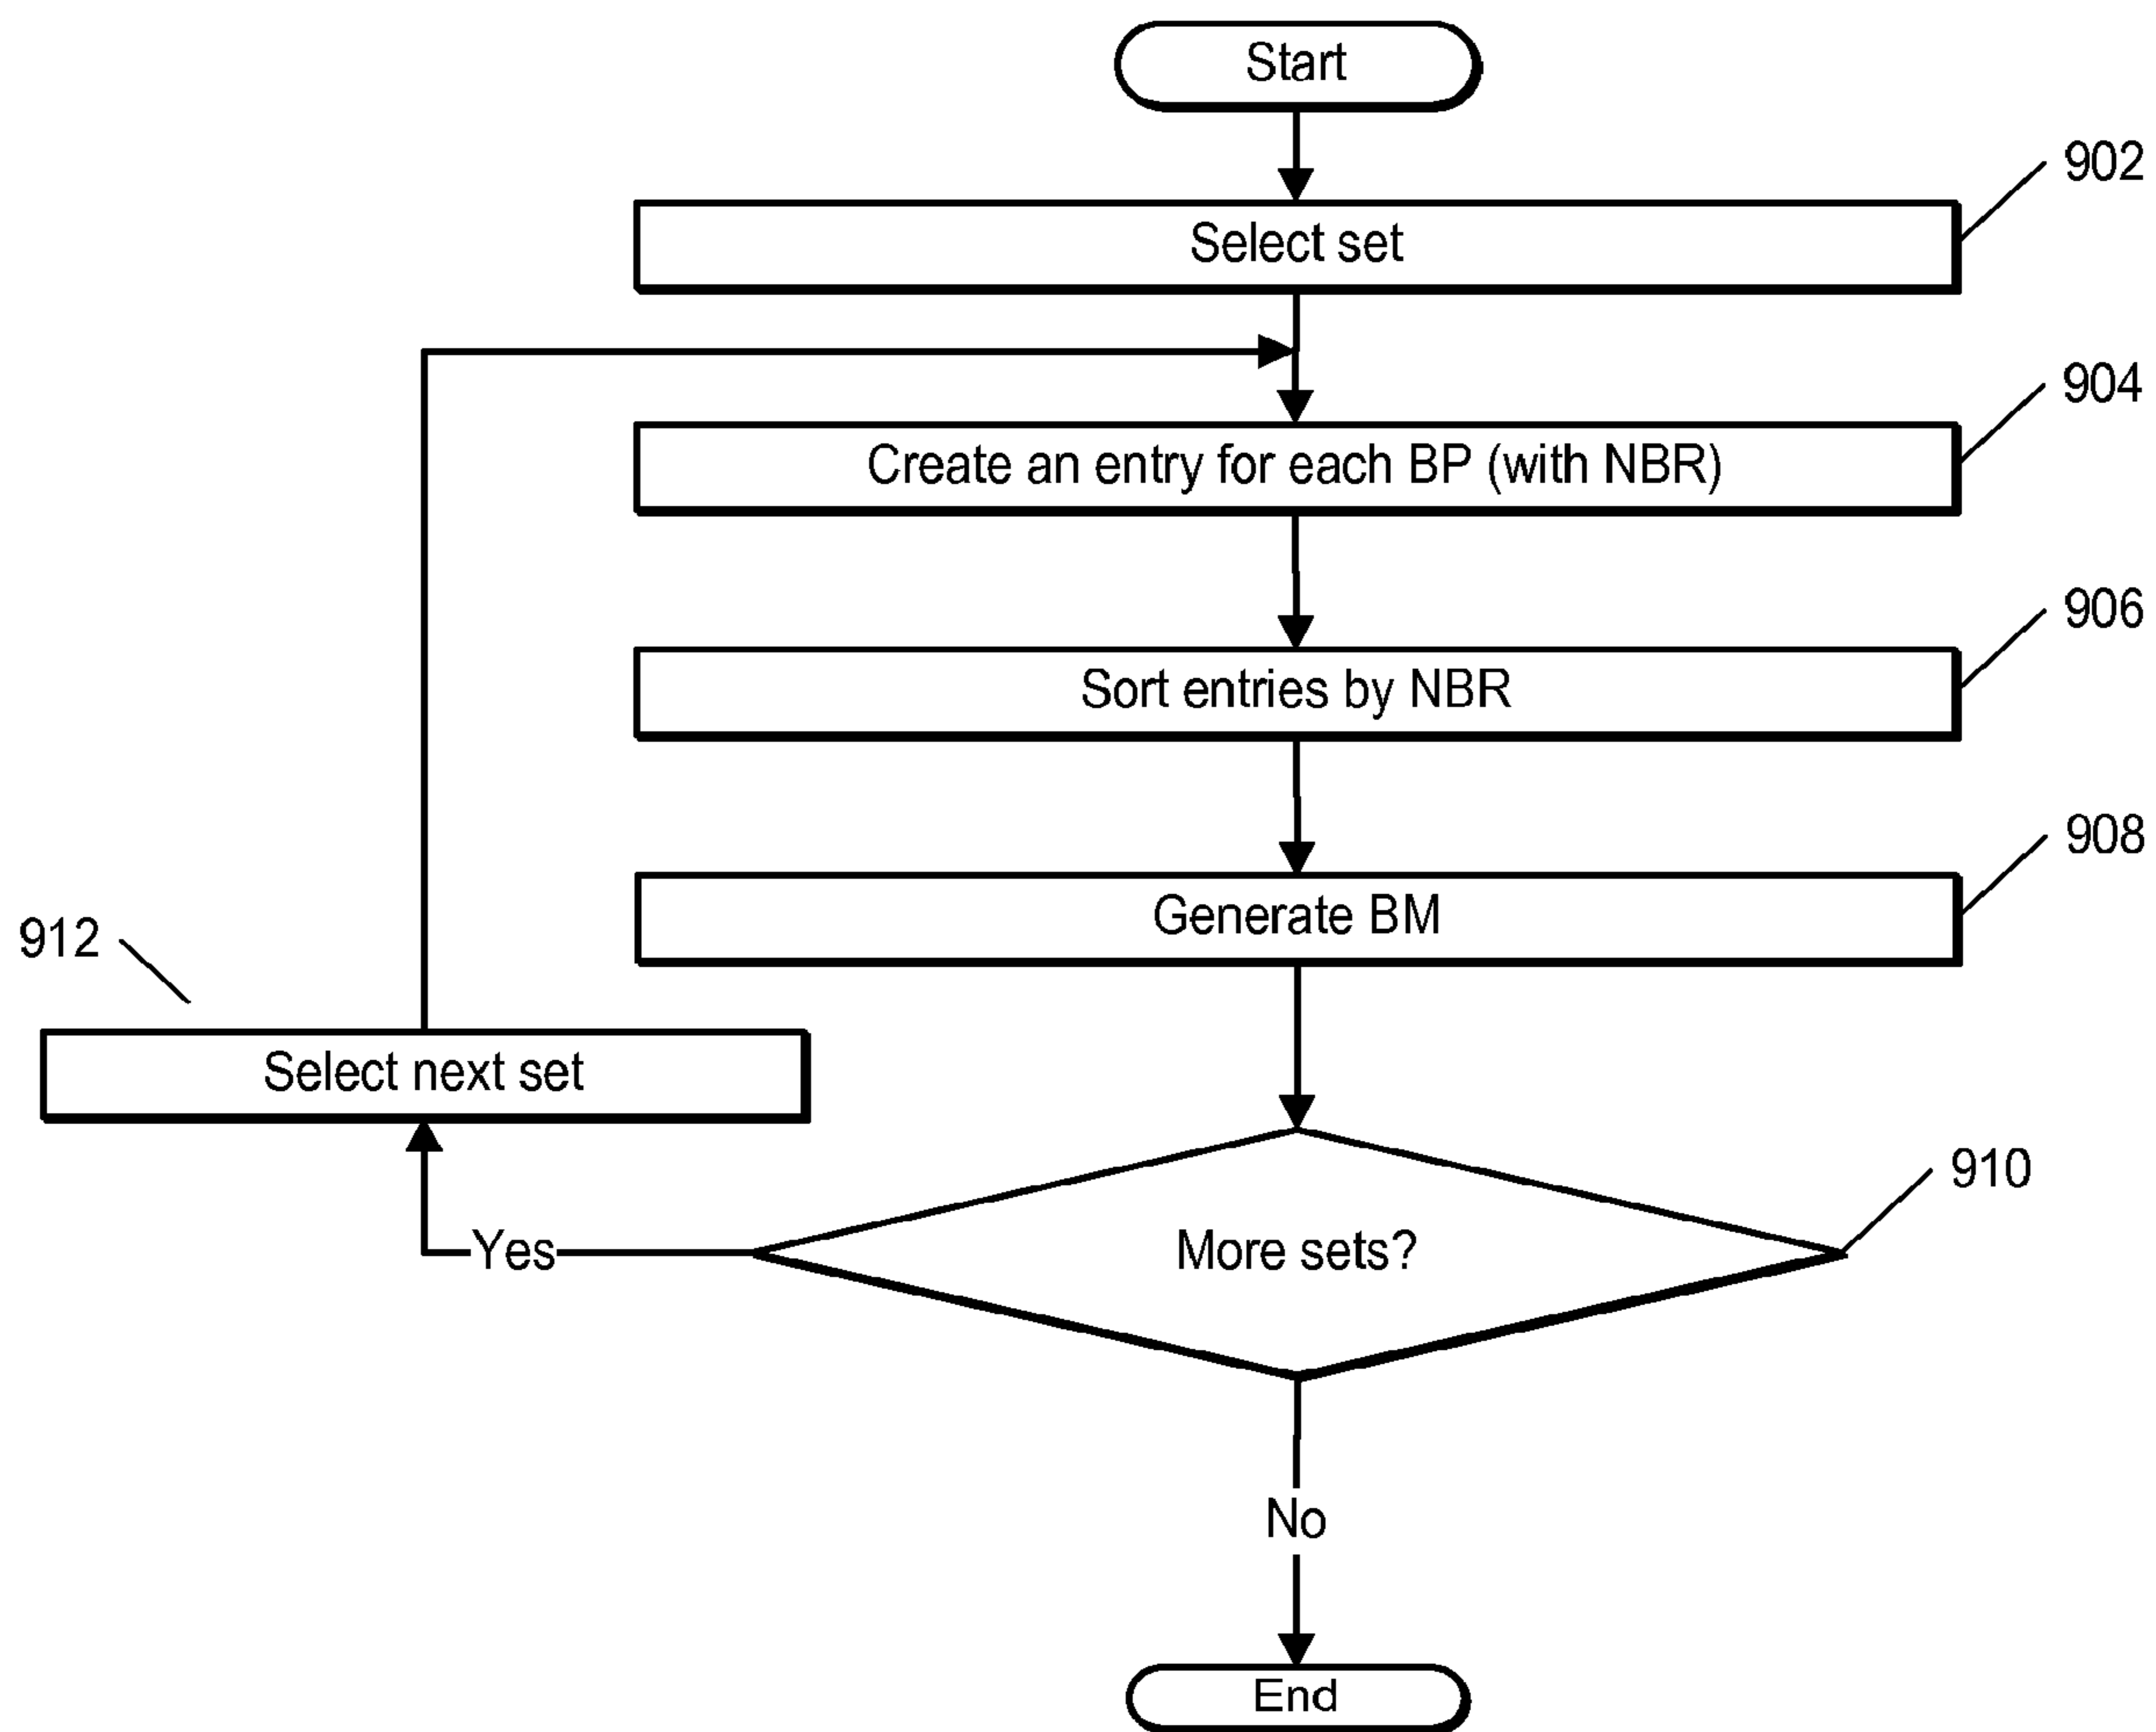 Start
902
Select set
904
Create an entry for each BP (with NBR)
906
Sort entries by NBR
908
Generate BM
912
Select next set
910
More sets?
Yes
No
End